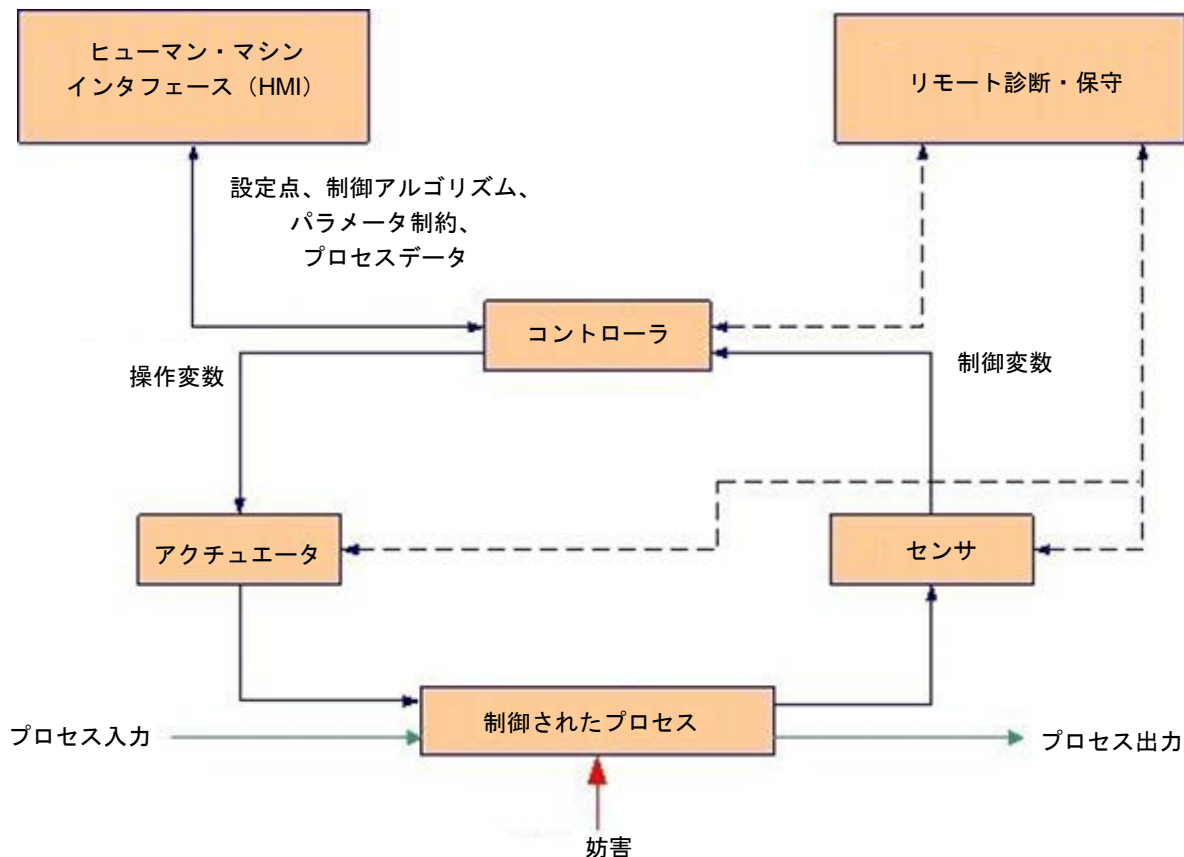 ヒューマン・マシン
インタフェース（HMI）
リモート診断・保守
設定点、制御アルゴリズム、
パラメータ制約、
プロセスデータ
コントローラ
操作変数
制御変数
アクチュエータ
センサ
制御されたプロセス
プロセス入力
プロセス出力
妨害